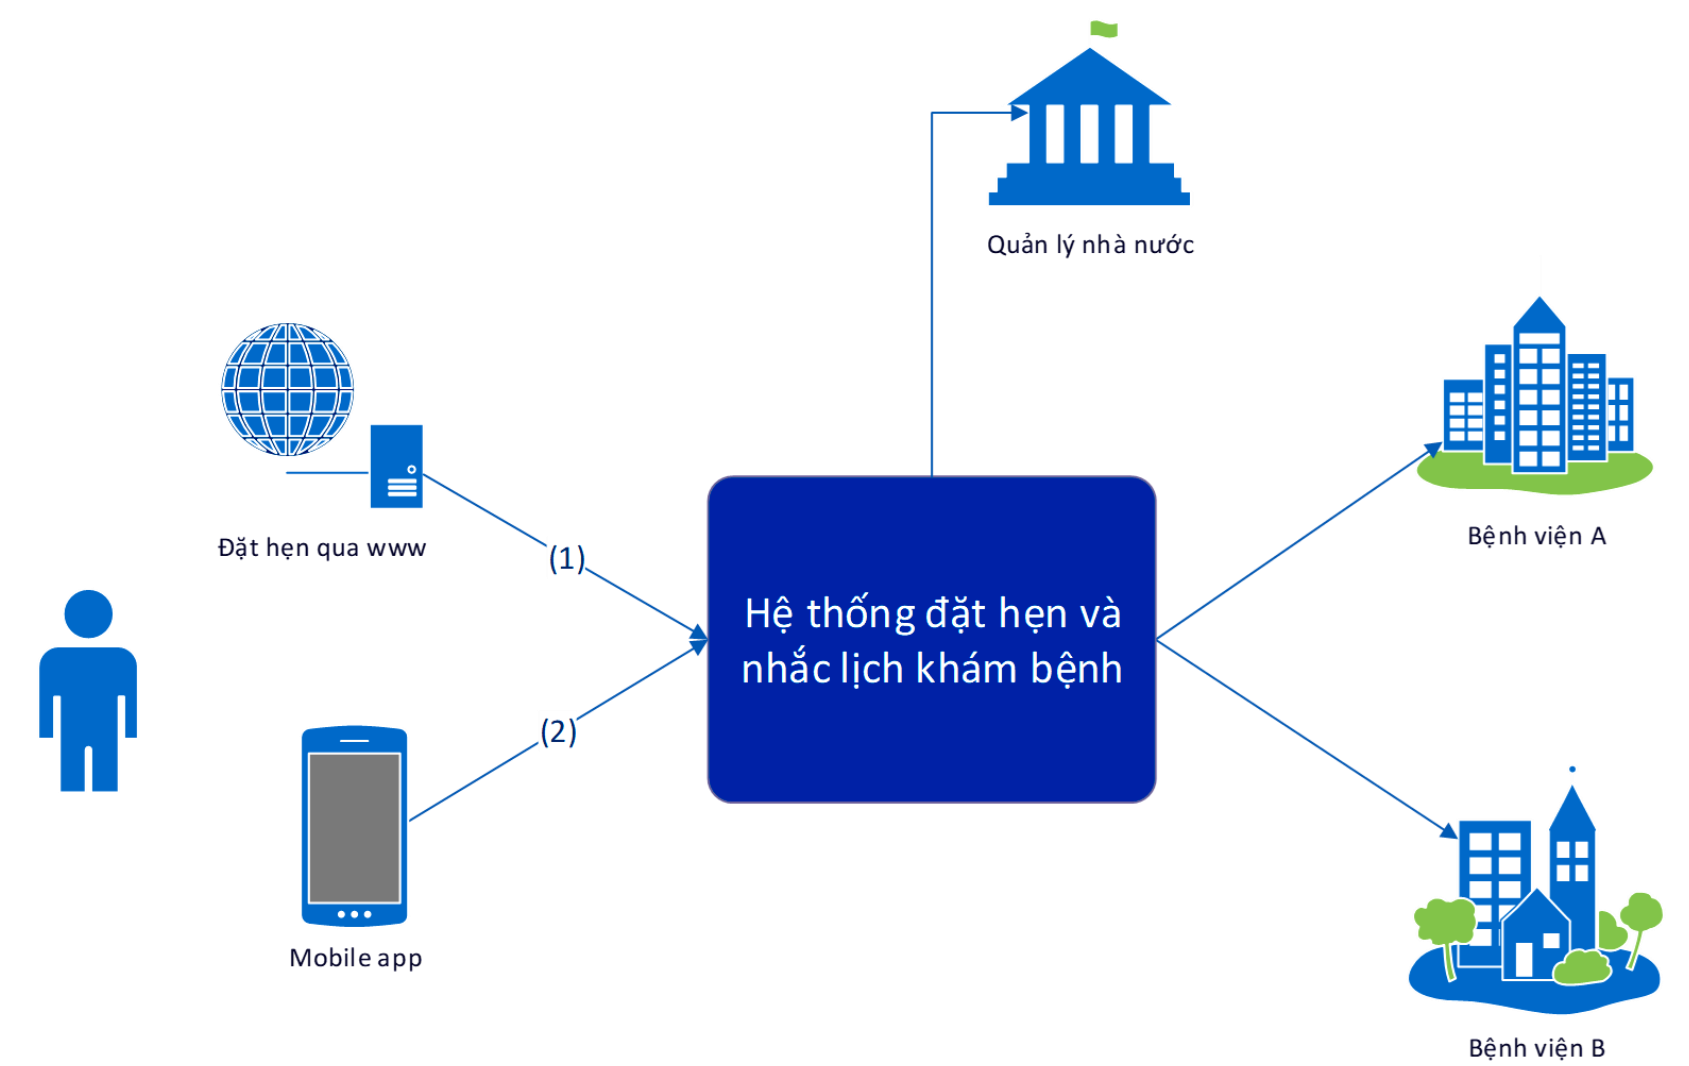 Quản lý nhà nước
Đặt hẹn qua www
(1)
Bệnh viện A
Hệ thống đặt hẹn và
nhắc lịch khám bệnh
(2)
Mobile app
Bệnh viện B